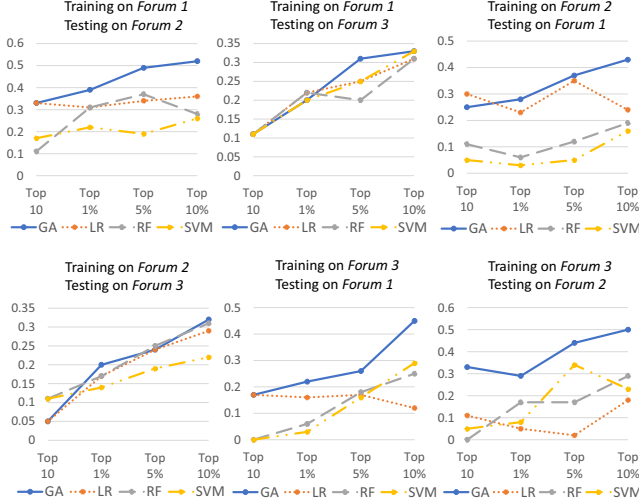 Training on Forum 1
Testing on Forum 2
0.6
0.5
0.4
0.3
0.2
0.1
0
Top 10
Top 1%
Top 5%
Top 10%
GA LR RF SVM
Training on Forum 1
Testing on Forum 3
0.35
0.3
0.25
0.2
0.15
0.1
0.05
0
Top 10
Top 1%
Top 5%
Top 10%
GA LR RF SVM
Training on Forum 2
Testing on Forum 1
0.5
0.4
0.3
0.2
0.1
0
Top 10
Top 1%
Top 5%
Top 10%
GA LR RF SVM
Training on Forum 2
Testing on Forum 3
0.35
0.3
0.25
0.2
0.15
0.1
0.05
0
Top 10
Top 1%
Top 5%
Top 10%
GA LR RF SVM
Training on Forum 3
Testing on Forum 1
0.5
0.4
0.3
0.2
0.1
0
Top 10
Top 1%
Top 5%
Top 10%
GA LR RF SVM
Training on Forum 3
Testing on Forum 2
0.6
0.5
0.4
0.3
0.2
0.1
0
Top 10
Top 1%
Top 5%
Top 10%
GA LR RF SVM